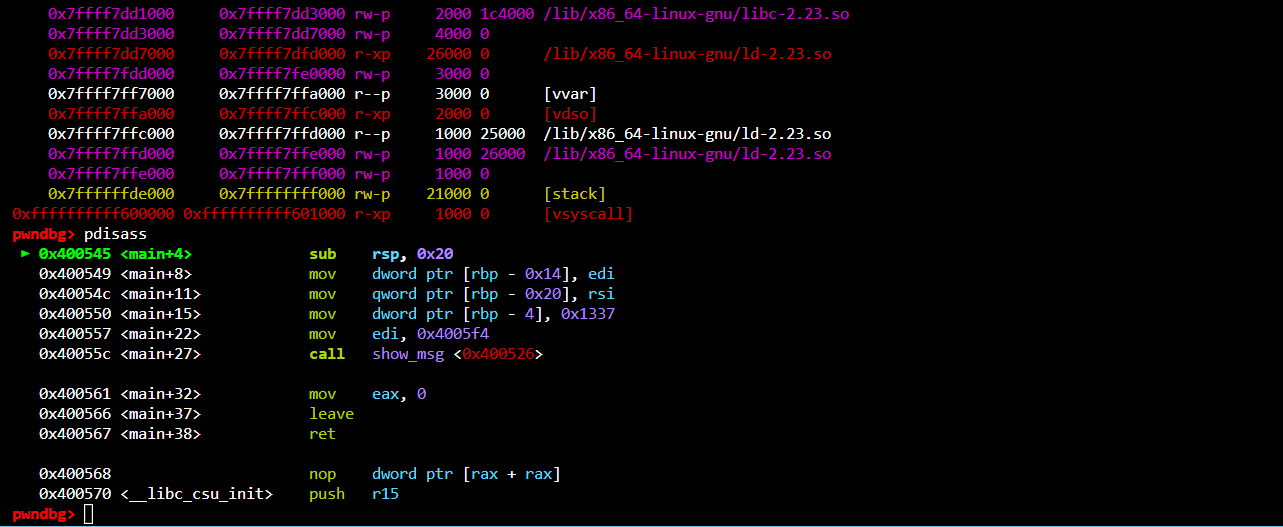 0x7ffff7dd1000 0x7ffff7dd3000 rw-p 2000 1c4000 /lib/x86_64-linux-gnu/libc-2.23.so
0x7ffff7dd3000 0x7ffff7dd7000 rw-p 4000 0
0x7ffff7dd7000 0x7ffff7dfd000 r-xp 26000 0 /lib/x86_64-linux-gnu/ld-2.23.so
0x7ffff7fdd000 0x7ffff7fe0000 rw-p 3000 0
0x7ffff7ff7000 0x7ffff7ffa000 r--p 3000 0 [vvar]
0x7ffff7ffa000 0x7ffff7ffc000 r-xp 2000 0 [vdso]
0x7ffff7ffc000 0x7ffff7ffd000 r--p 1000 25000 /lib/x86_64-linux-gnu/ld-2.23.so
0x7ffff7ffd000 0x7ffff7ffe000 rw-p 1000 26000 /lib/x86_64-linux-gnu/ld-2.23.so
0x7ffff7ffe000 0x7ffff7fff000 rw-p 1000 0
0x7ffffffde000 0x7ffffffff000 rw-p 21000 0 [stack]
0xffffffffff600000 0xffffffffff601000 r-xp 1000 0 [vsyscall]
pwndbg> pdisass
► 0x400545 <main+4> sub rsp, 0x20
0x400549 <main+8> mov dword ptr [rbp - 0x14], edi
0x40054c <main+11> mov qword ptr [rbp - 0x20], rsi
0x400550 <main+15> mov dword ptr [rbp - 4], 0x1337
0x400557 <main+22> mov edi, 0x4005f4
0x40055c <main+27> call show_msg <0x400526>
0x400561 <main+32> mov eax, 0
0x400566 <main+37> leave
0x400567 <main+38> ret
0x400568 nop dword ptr [rax + rax]
0x400570 <__libc_csu_init> push r15
pwndbg>